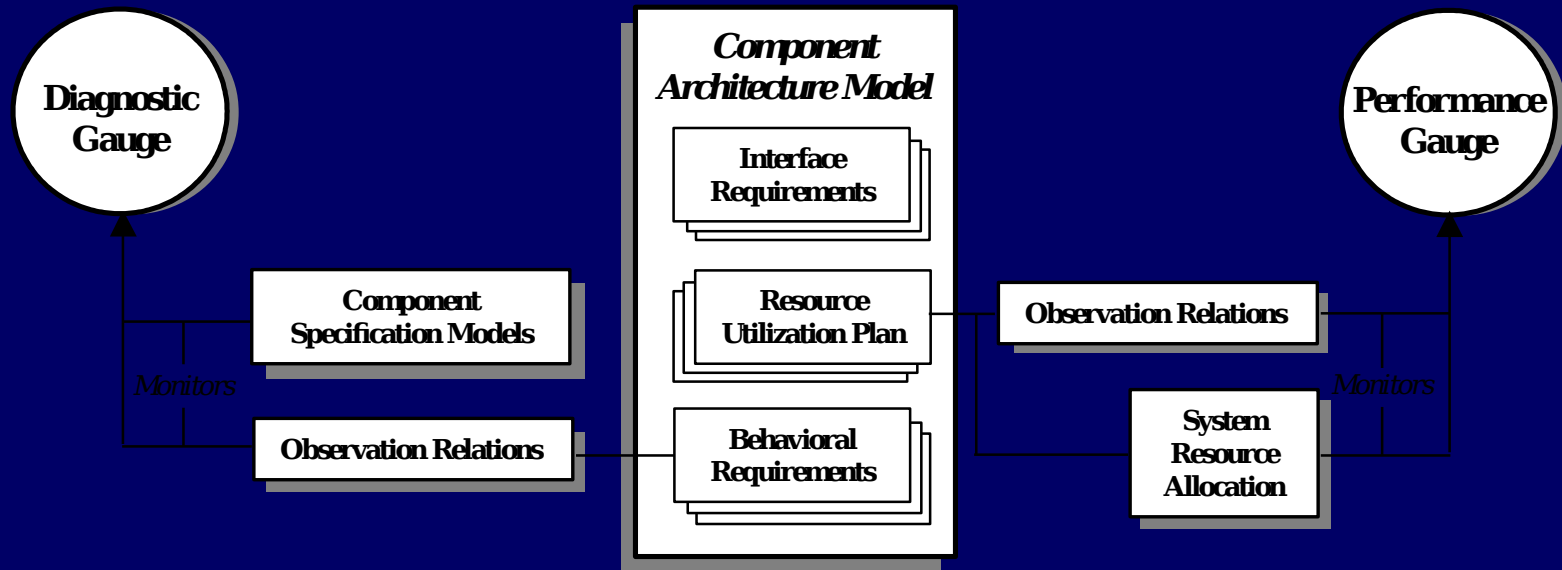 Diagnostic
Gauge
Component
Specification Models
Monitors
Observation Relations
Component
Architecture Model
Interface
Requirements
Resource
Utilization Plan
Behavioral
Requirements
Performance
Gauge
Observation Relations
Monitors
System
Resource
Allocation